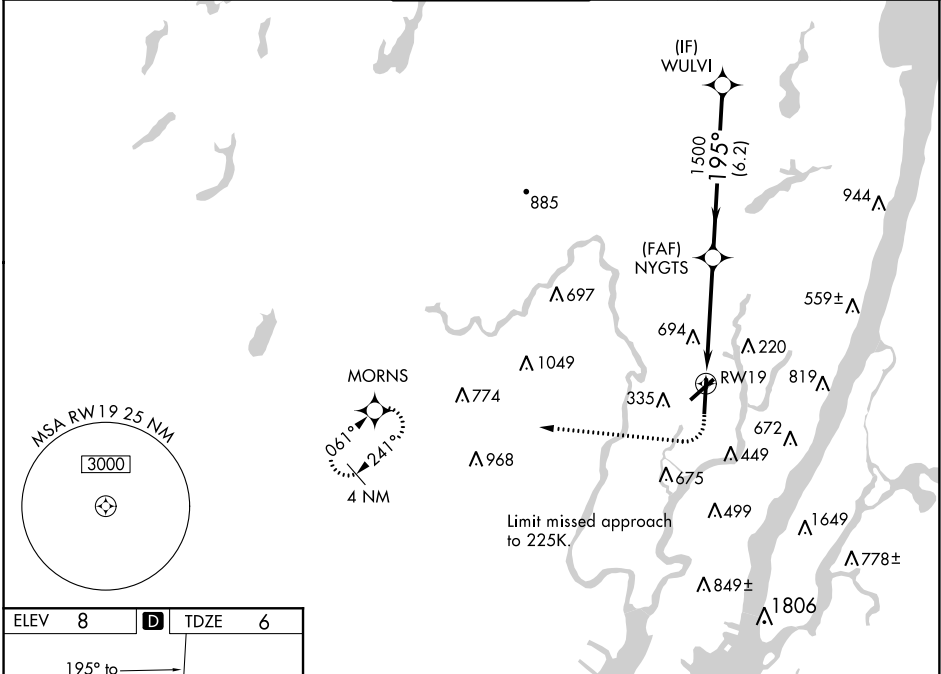 (IF)
WULVI
1500
195°
(6.2)
885
944
(FAF)
NYGTS
697
559±
694
220
1049
RW19
819
MORNS
774
335
061°
241°
672
MSA RW 19 25 NM
3000
968
449
4 NM
675
499
Limit missed approach
to 225K.
1649
778±
849±
1806
ELEV 8 D TDZE 6
195° to